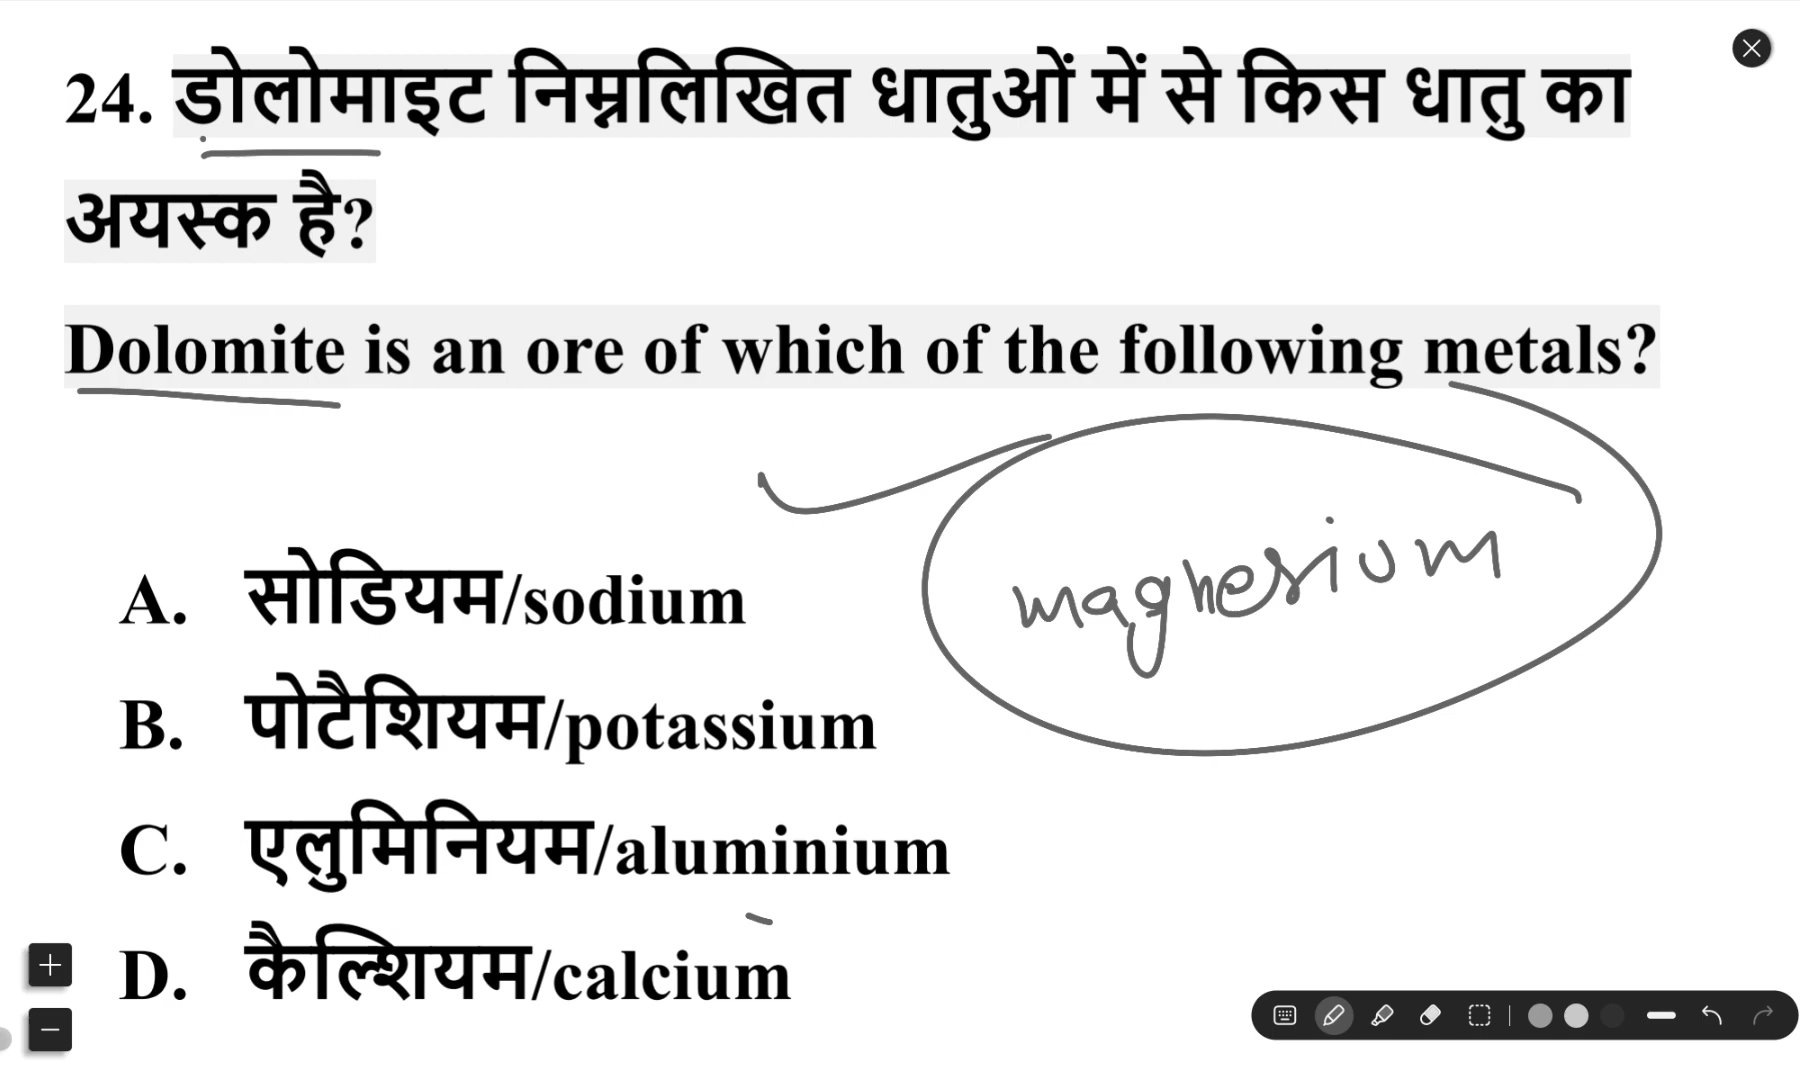 24. डोलोमाइट निम्नलिखित धातुओं में से किस धातु का
अयस्क है?
Dolomite is an ore of which of the following metals?
magnesium
A. सोडियम/sodium
B. पोटैशियम/potassium
C. एलुमिनियम/aluminium
D. कैल्शियम/calcium